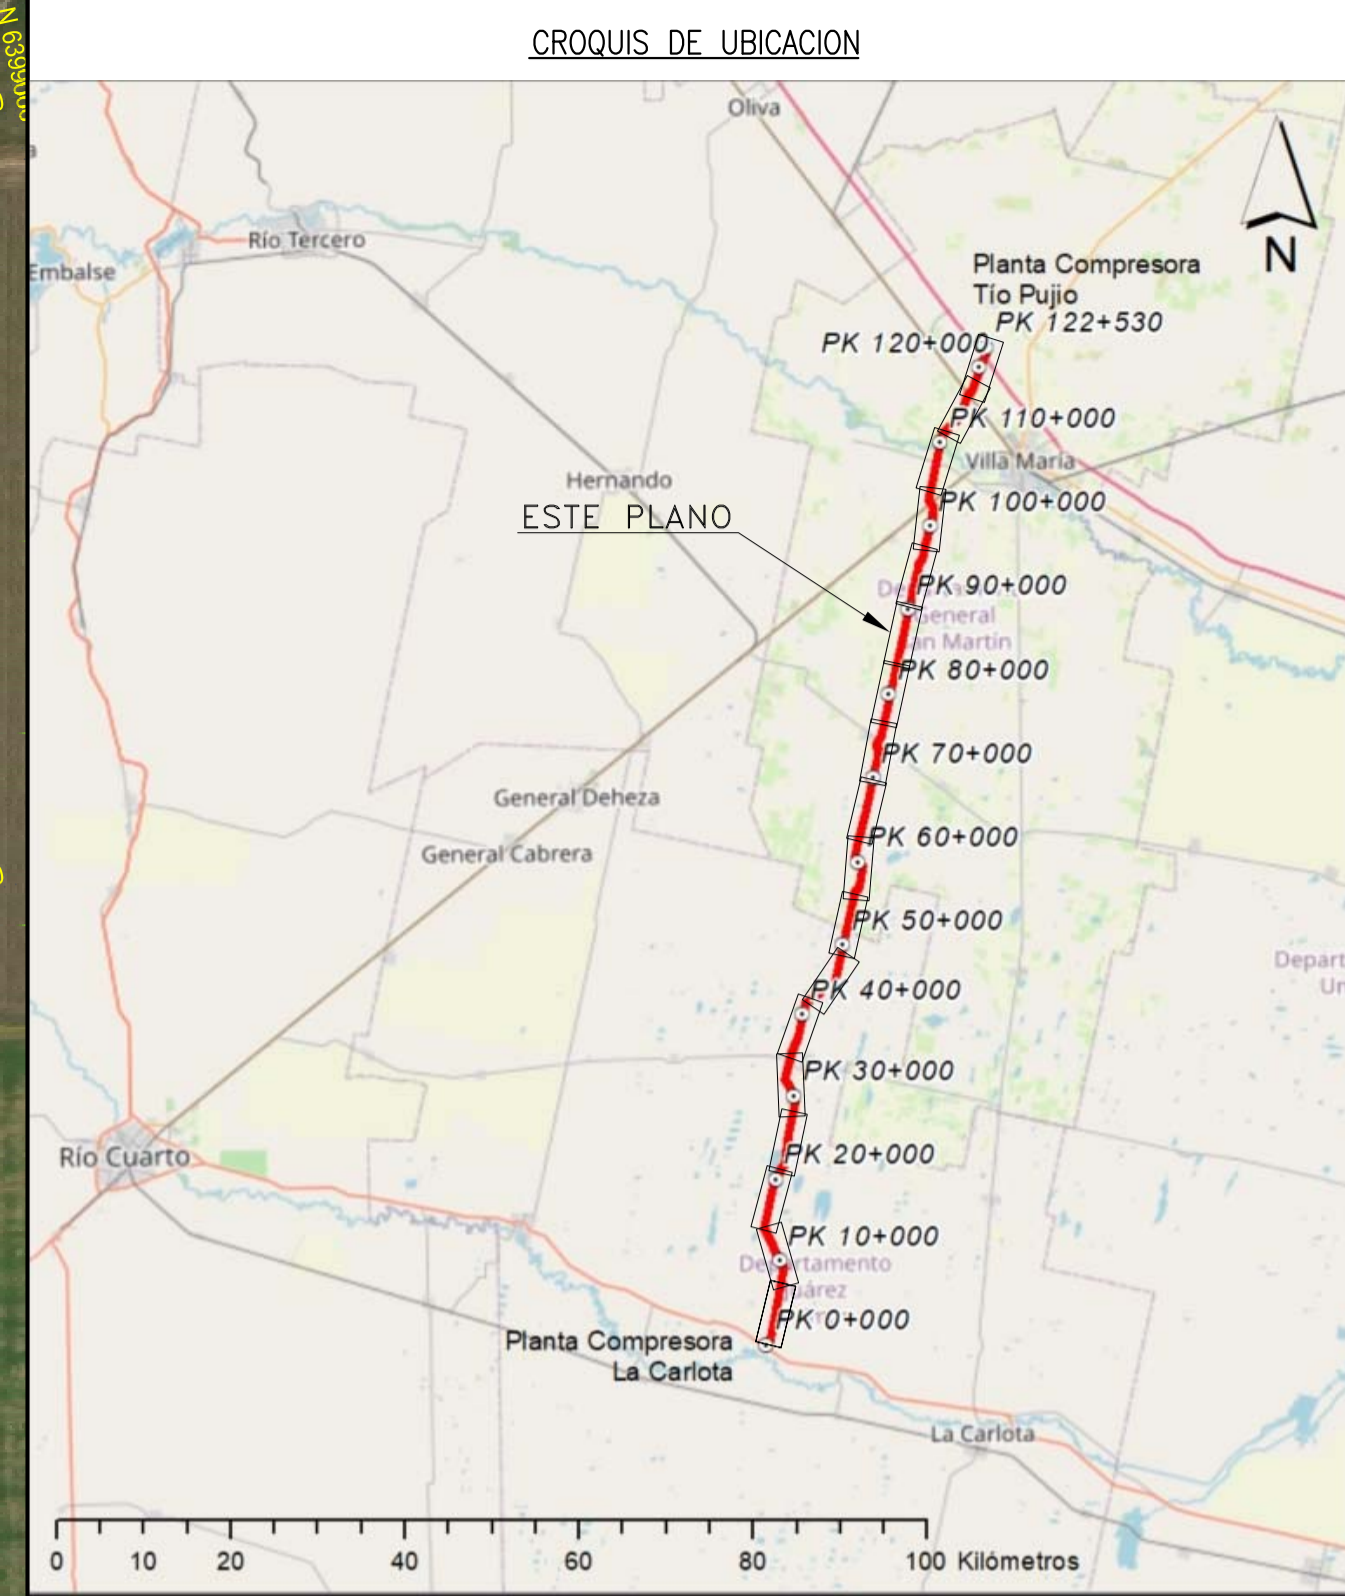 CROQUIS DE UBICACION
Oliva
Río Tercero
Embalse
Planta Compresora
Tío Pujio
PK 122+530
PK 120+000
PK 110+000
Villa María
Hernando
PK 100+000
ESTE PLANO
PK 90+000
General
PK 80+000
PK 70+000
General Deheza
PK 60+000
General Cabrera
PK 50+000
Depart
PK 40+000
PK 30+000
Río Cuarto
PK 20+000
PK 10+000
PK 0+000
Planta Compresora
La Carlota
La Carlota
N
0 10 20 40 60 80 100 Kilómetros